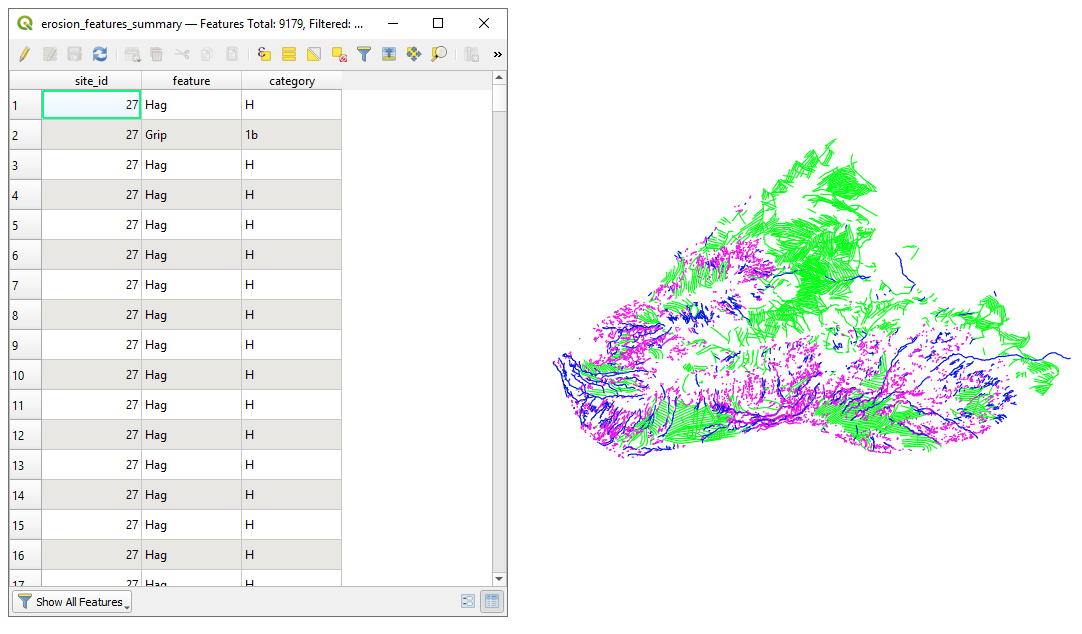 erosion_features_summary — Features Total: 9179, Filtered: ...
»
site_id feature category
1 27 Hag H
2 27 Grip 1b
3 27 Hag H
4 27 Hag H
5 27 Hag H
6 27 Hag H
7 27 Hag H
8 27 Hag H
9 27 Hag H
10 27 Hag H
11 27 Hag H
12 27 Hag H
13 27 Hag H
14 27 Hag H
15 27 Hag H
16 27 Hag H
17 27 Hag H
Show All Features